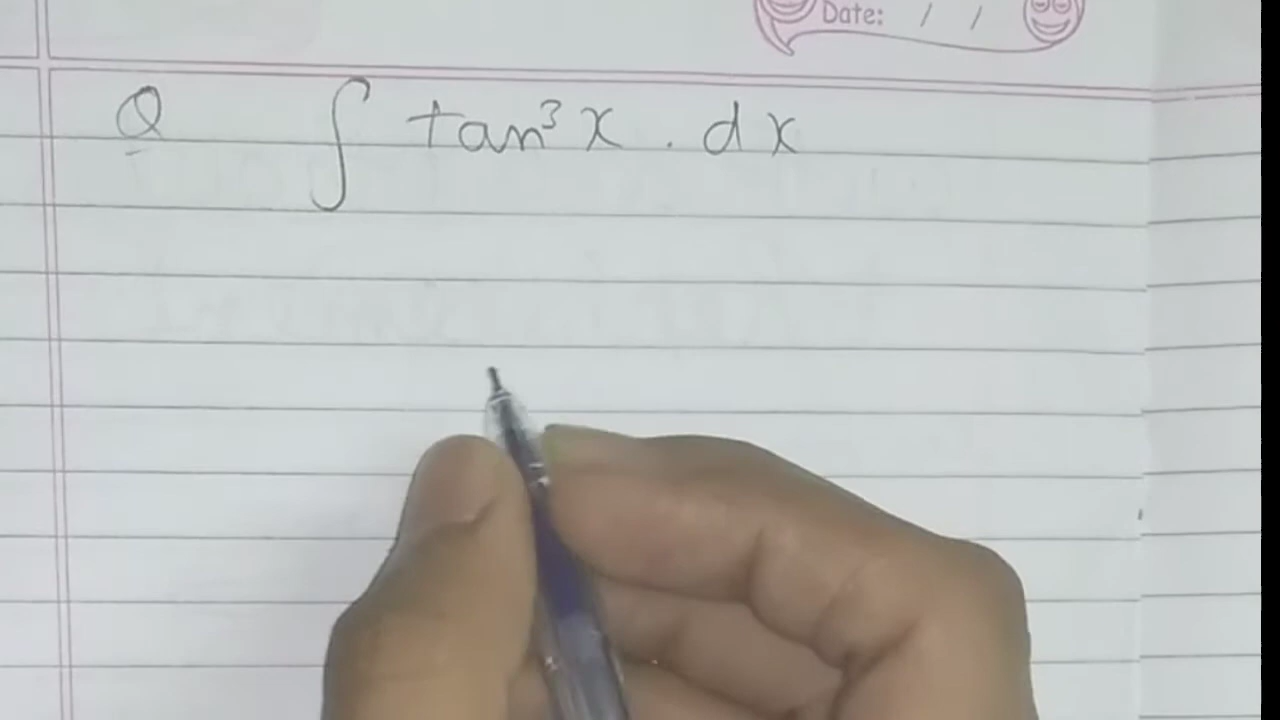 Date: / /
Q ∫ tan³x . dx